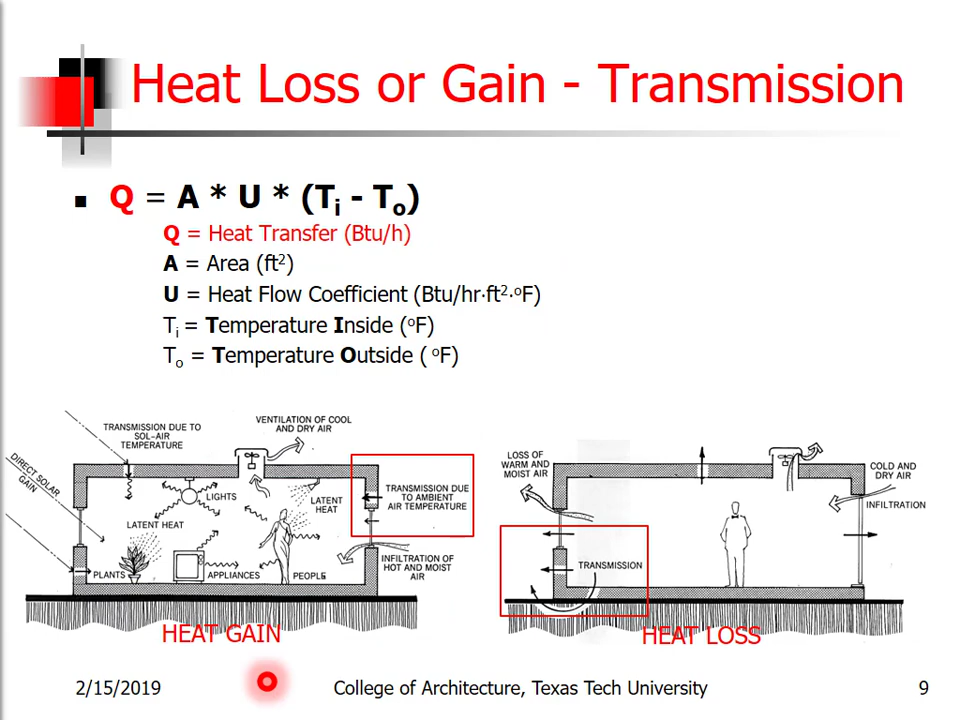 Heat Loss or Gain - Transmission
Q = A * U * (Ti - To)
Q = Heat Transfer (Btu/h)
A = Area (ft²)
U = Heat Flow Coefficient (Btu/hr·ft²·°F)
Ti = Temperature Inside (°F)
To = Temperature Outside ( °F)
TRANSMISSION DUE TO
SOL-AIR
TEMPERATURE
VENTILATION OF COOL
AND DRY AIR
DIRECT SOLAR
GAIN
LIGHTS
LATENT
HEAT
TRANSMISSION DUE
TO AMBIENT
AIR TEMPERATURE
LATENT HEAT
PLANTS
APPLIANCES
PEOPLE
INFILTRATION OF
HOT AND MOIST
AIR
HEAT GAIN
LOSS OF
WARM AND
MOIST AIR
COLD AND
DRY AIR
INFILTRATION
TRANSMISSION
HEAT LOSS
2/15/2019
College of Architecture, Texas Tech University
9